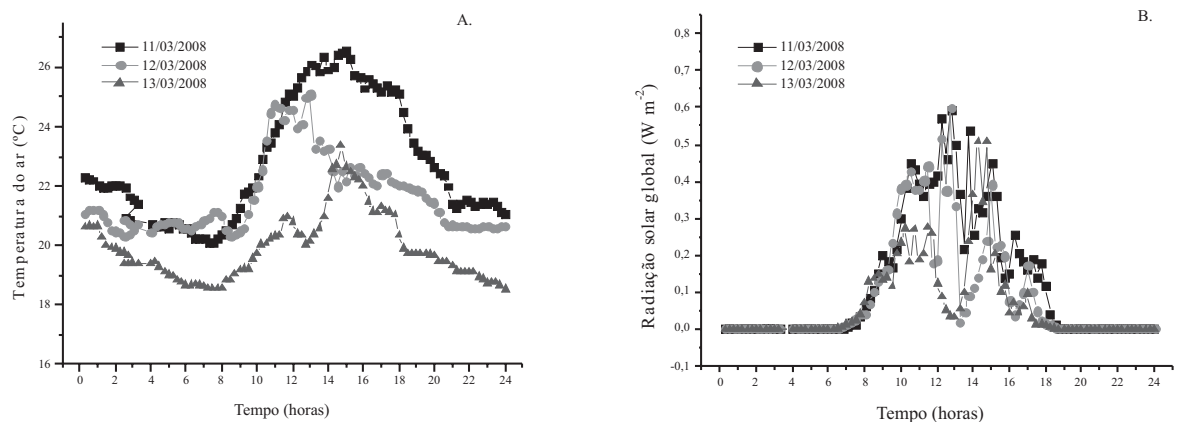 A.
11/03/2008
12/03/2008
13/03/2008
Temperatura do ar (°C)
26
24
22
20
18
16
0 2 4 6 8 10 12 14 16 18 20 22 24
Tempo (horas)
B.
11/03/2008
12/03/2008
13/03/2008
Radiação solar global (W m-2)
0,8
0,7
0,6
0,5
0,4
0,3
0,2
0,1
0,0
-0,1
0 2 4 6 8 10 12 14 16 18 20 22 24
Tempo (horas)